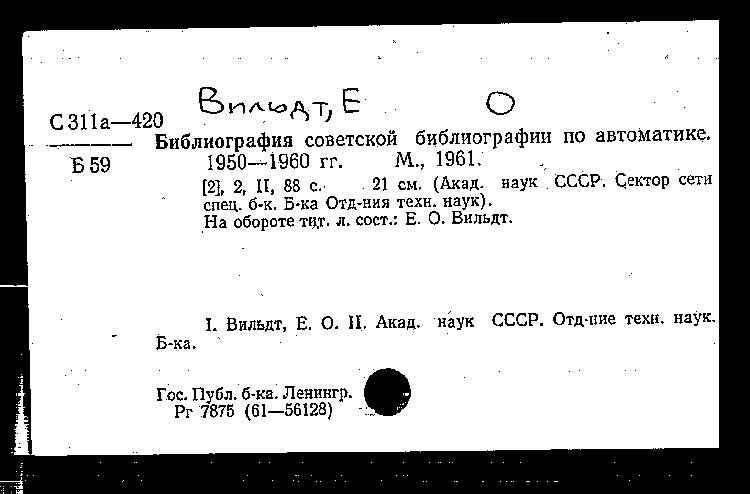 Вильдт, Е О
С311а—420
Б 59
Библиография советской библиографии по автоматике.
1950—1960 гг. М., 1961.
[2], 2, II, 88 с. 21 см. (Акад. наук СССР. Сектор сети
спец. б-к. Б-ка Отд-ния техн. наук).
На обороте тит. л. сост.: Е. О. Вильдт.
I. Вильдт, Е. О. II. Акад. наук СССР. Отд-ние техн. наук.
Б-ка.
Гос. Публ. б-ка. Ленингр.
Рг 7875 (61—56128)